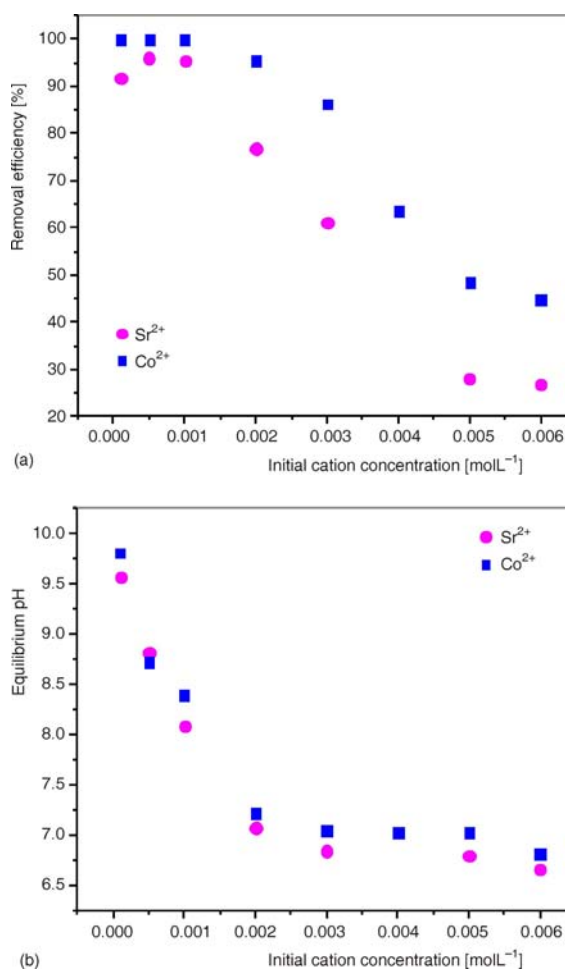 100
90
80
70
60
50
40
30
20
Removal efficiency [%]
Sr²⁺
Co²⁺
0.000 0.001 0.002 0.003 0.004 0.005 0.006
(a) Initial cation concentration [molL⁻¹]
10.0
9.5
9.0
8.5
8.0
7.5
7.0
6.5
Equilibrium pH
Sr²⁺
Co²⁺
0.000 0.001 0.002 0.003 0.004 0.005 0.006
(b) Initial cation concentration [molL⁻¹]